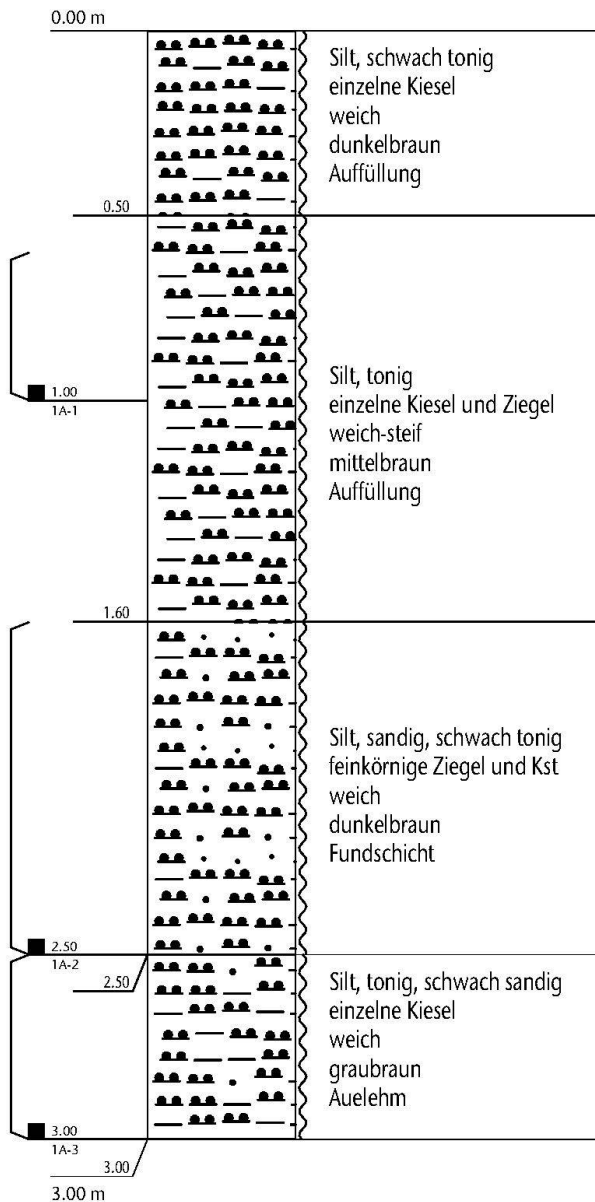 0.00 m
Silt, schwach tonig
einzelne Kiesel
weich
dunkelbraun
Auffüllung
0.50
Silt, tonig
einzelne Kiesel und Ziegel
weich-steif
mittelbraun
Auffüllung
1.00
1A-1
1.60
Silt, sandig, schwach tonig
feinkörnige Ziegel und Kst
weich
dunkelbraun
Fundschicht
2.50
1A-2
2.50
Silt, tonig, schwach sandig
einzelne Kiesel
weich
graubraun
Auelehm
3.00
1A-3
3.00
3.00 m